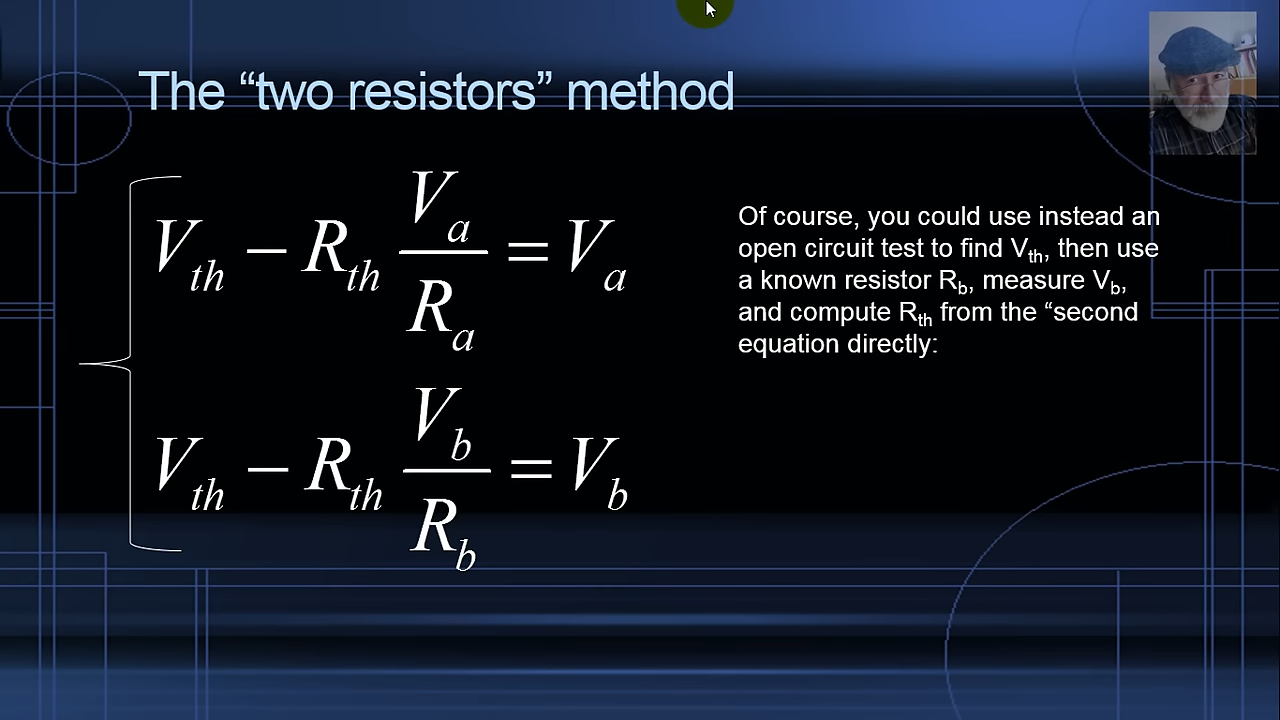 The “two resistors” method
V_th − R_th V_a/R_a = V_a
V_th − R_th V_b/R_b = V_b
Of course, you could use instead an
open circuit test to find V_th, then use
a known resistor R_b, measure V_b,
and compute R_th from the “second
equation directly: